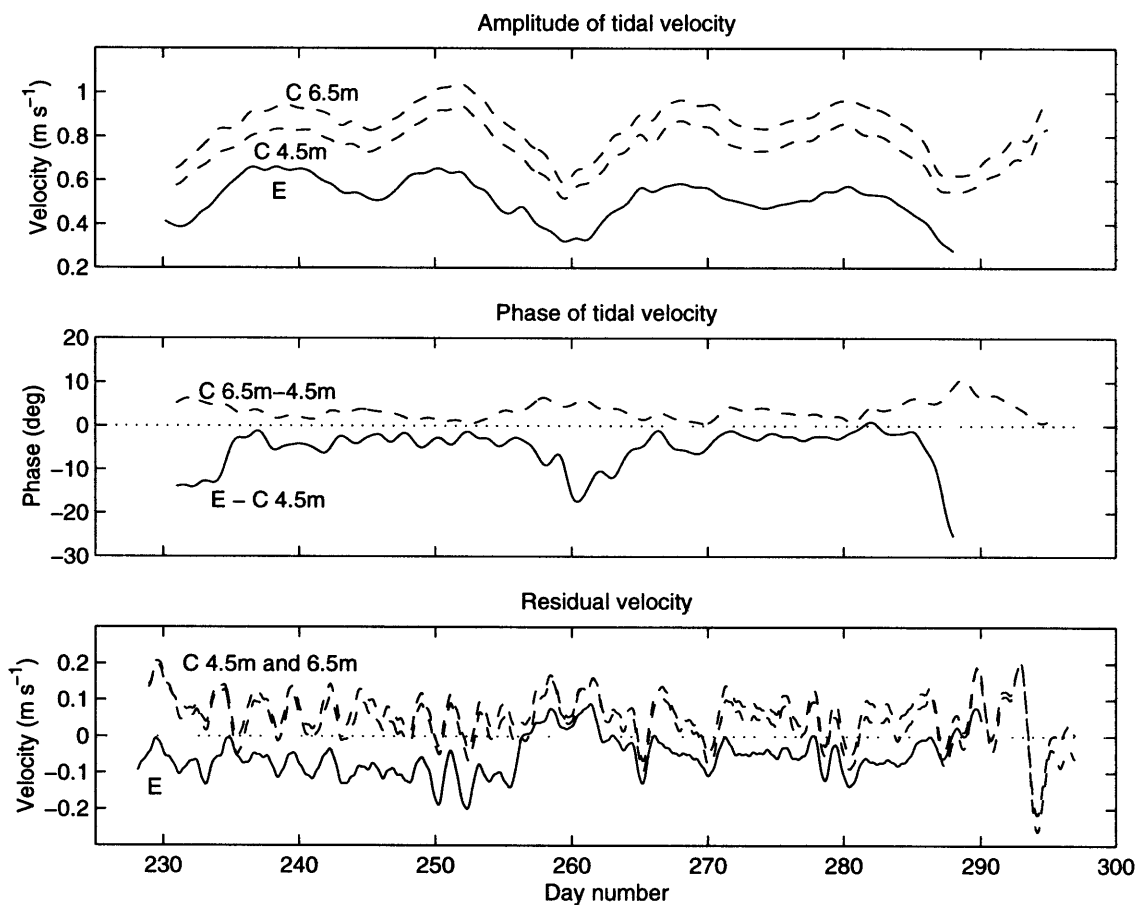 Amplitude of tidal velocity
Velocity (m s⁻¹)
1
0.8
0.6
0.4
0.2
C 6.5m
C 4.5m
E
Phase of tidal velocity
Phase (deg)
20
10
0
−10
−20
−30
C 6.5m−4.5m
E − C 4.5m
Residual velocity
Velocity (m s⁻¹)
0.2
0.1
0
−0.1
−0.2
C 4.5m and 6.5m
E
230 240 250 260 270 280 290 300
Day number